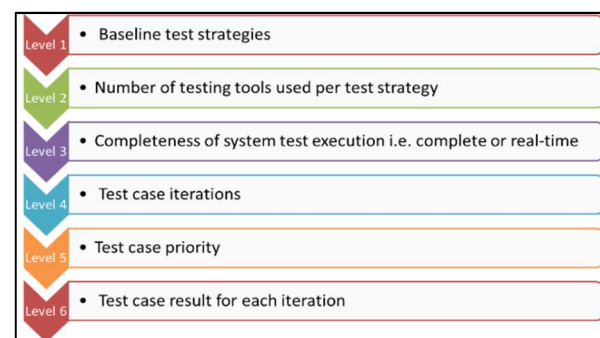 Level 1
• Baseline test strategies
Level 2
• Number of testing tools used per test strategy
Level 3
• Completeness of system test execution i.e. complete or real-time
Level 4
• Test case iterations
Level 5
• Test case priority
Level 6
• Test case result for each iteration